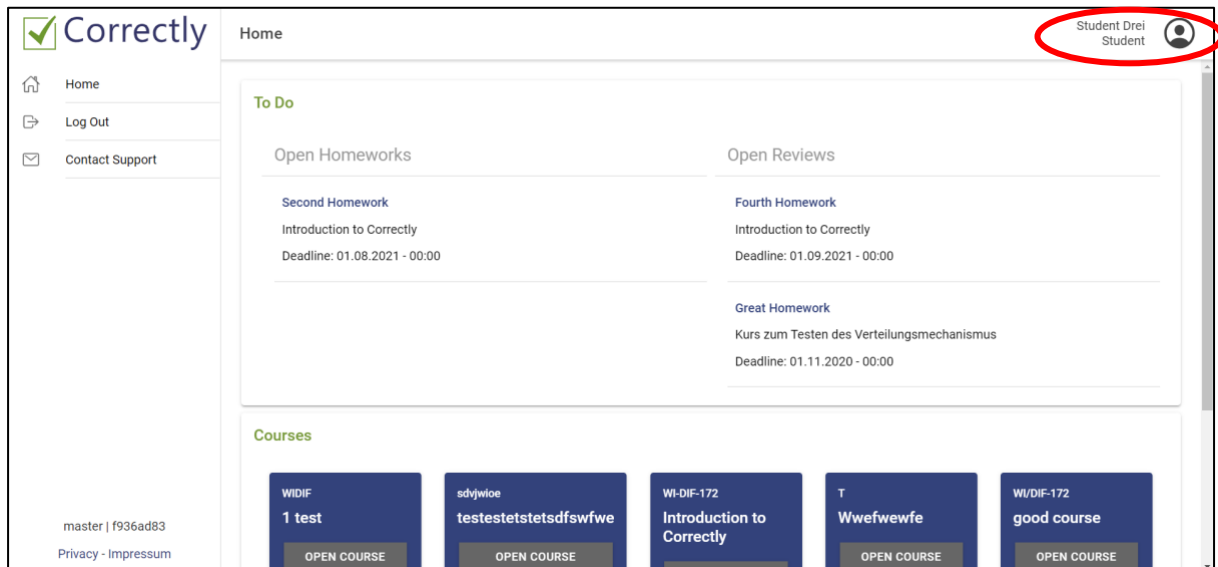 Correctly
Home
Student Drei
Student
Home
Log Out
Contact Support
To Do
Open Homeworks
Second Homework
Introduction to Correctly
Deadline: 01.08.2021 - 00:00
Open Reviews
Fourth Homework
Introduction to Correctly
Deadline: 01.09.2021 - 00:00
Great Homework
Kurs zum Testen des Verteilungsmechanismus
Deadline: 01.11.2020 - 00:00
Courses
WIDIF
1 test
OPEN COURSE
sdvjwioe
testestetstetsdfswfwe
OPEN COURSE
WI-DIF-172
Introduction to
Correctly
T
Wwefwewfe
OPEN COURSE
WI/DIF-172
good course
OPEN COURSE
master | f936ad83
Privacy - Impressum